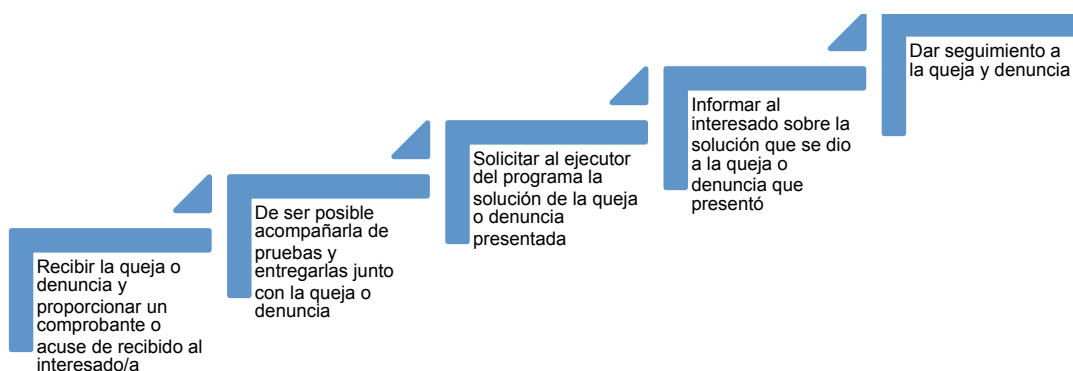 Recibir la queja o
denuncia y
proporcionar un
comprobante o
acuse de recibido al
interesado/a
De ser posible
acompañarla de
pruebas y
entregarlas junto
con la queja o
denuncia
Solicitar al ejecutor
del programa la
solución de la queja
o denuncia
presentada
Informar al
interesado sobre la
solución que se dio
a la queja o
denuncia que
presentó
Dar seguimiento a
la queja y denuncia